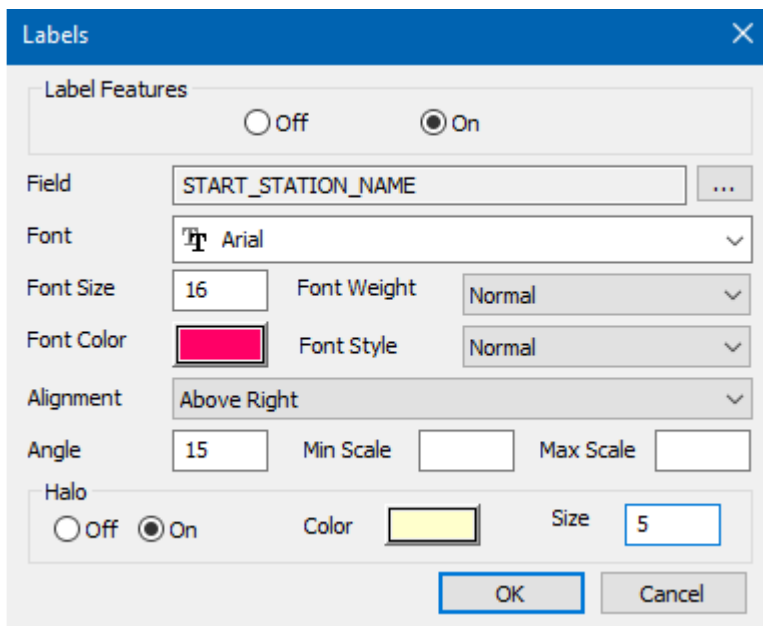 Labels
Label Features
Off On
Field START_STATION_NAME ...
Font Arial
Font Size 16 Font Weight Normal
Font Color Font Style Normal
Alignment Above Right
Angle 15 Min Scale Max Scale
Halo
Off On Color Size 5
OK Cancel